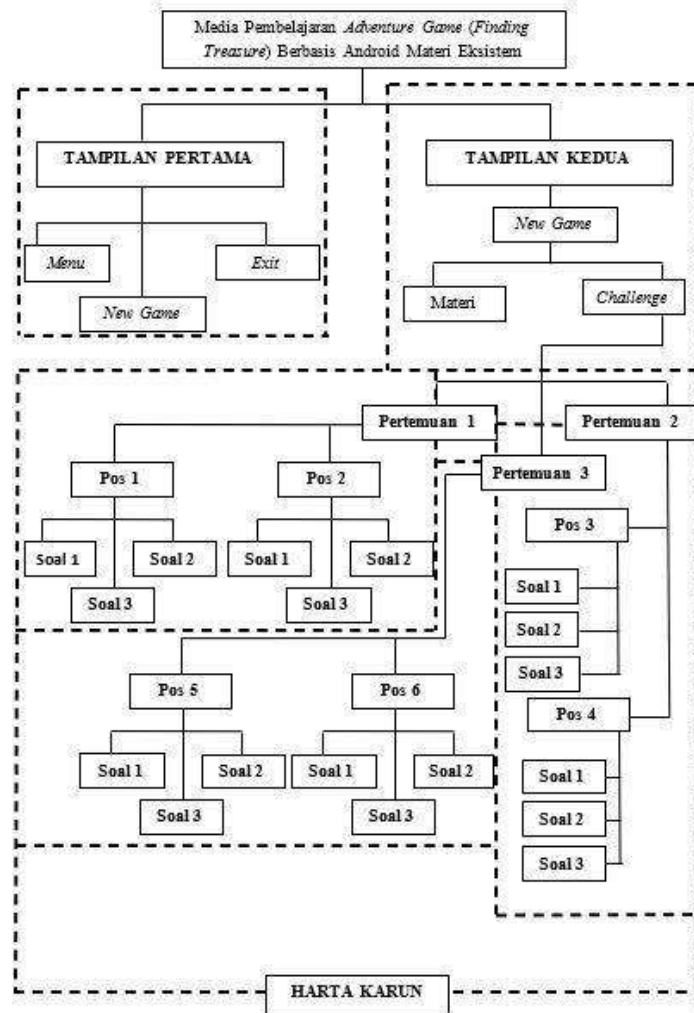 Media Pembelajaran Adventure Game (Finding
Treasure) Berbasis Android Materi Eksistem
TAMPILAN PERTAMA
Menu
Exit
New Game
TAMPILAN KEDUA
New Game
Materi
Challenge
Pertemuan 1
Pertemuan 2
Pertemuan 3
Pos 1
Soal 1
Soal 2
Soal 3
Pos 2
Soal 1
Soal 2
Soal 3
Pos 3
Soal 1
Soal 2
Soal 3
Pos 4
Soal 1
Soal 2
Soal 3
Pos 5
Soal 1
Soal 2
Soal 3
Pos 6
Soal 1
Soal 2
Soal 3
HARTA KARUN